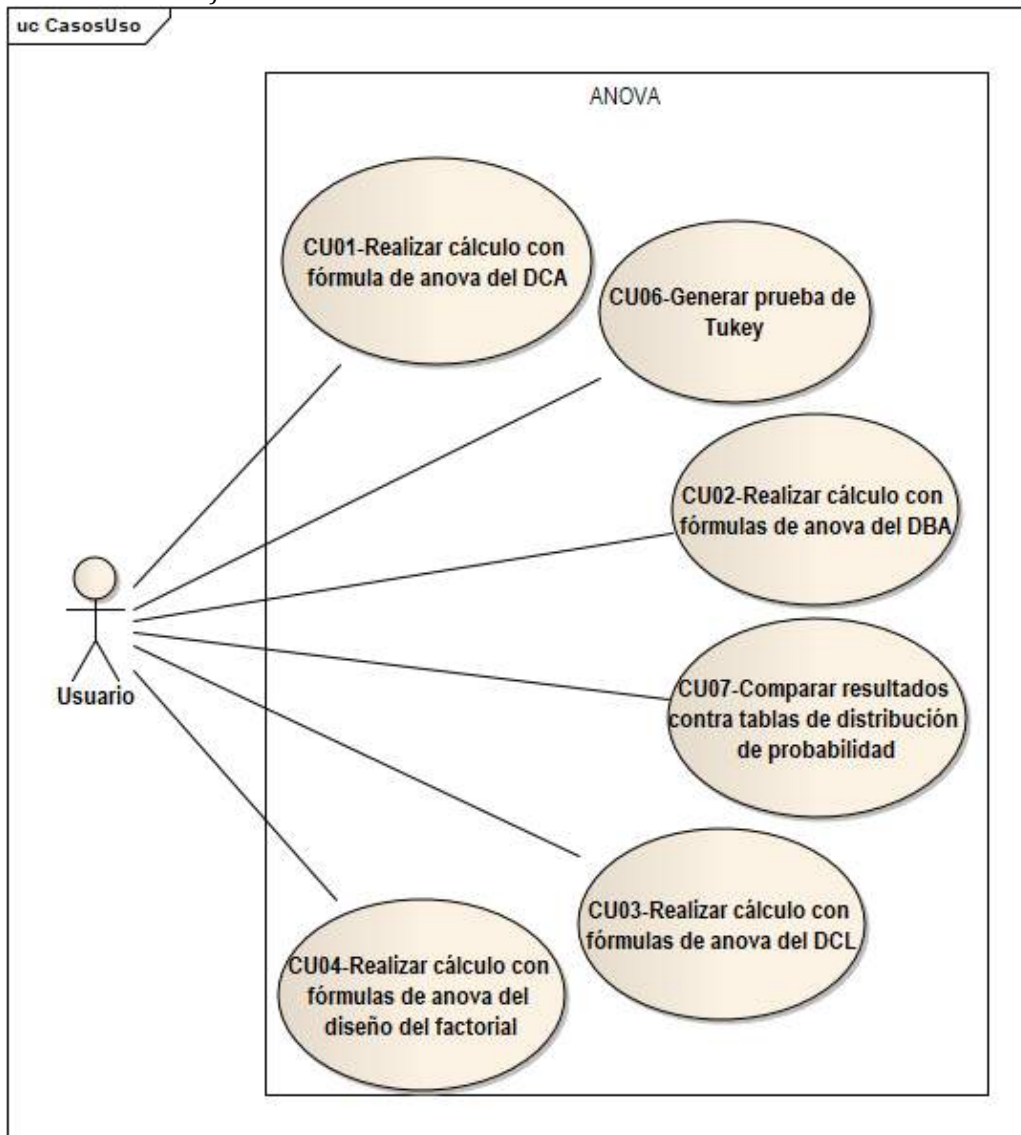 uc CasosUso
ANOVA
CU01-Realizar cálculo con
fórmula de anova del DCA
CU06-Generar prueba de
Tukey
CU02-Realizar cálculo con
fórmulas de anova del DBA
Usuario
CU07-Comparar resultados
contra tablas de distribución
de probabilidad
CU03-Realizar cálculo con
fórmulas de anova del DCL
CU04-Realizar cálculo con
fórmulas de anova del
diseño del factorial